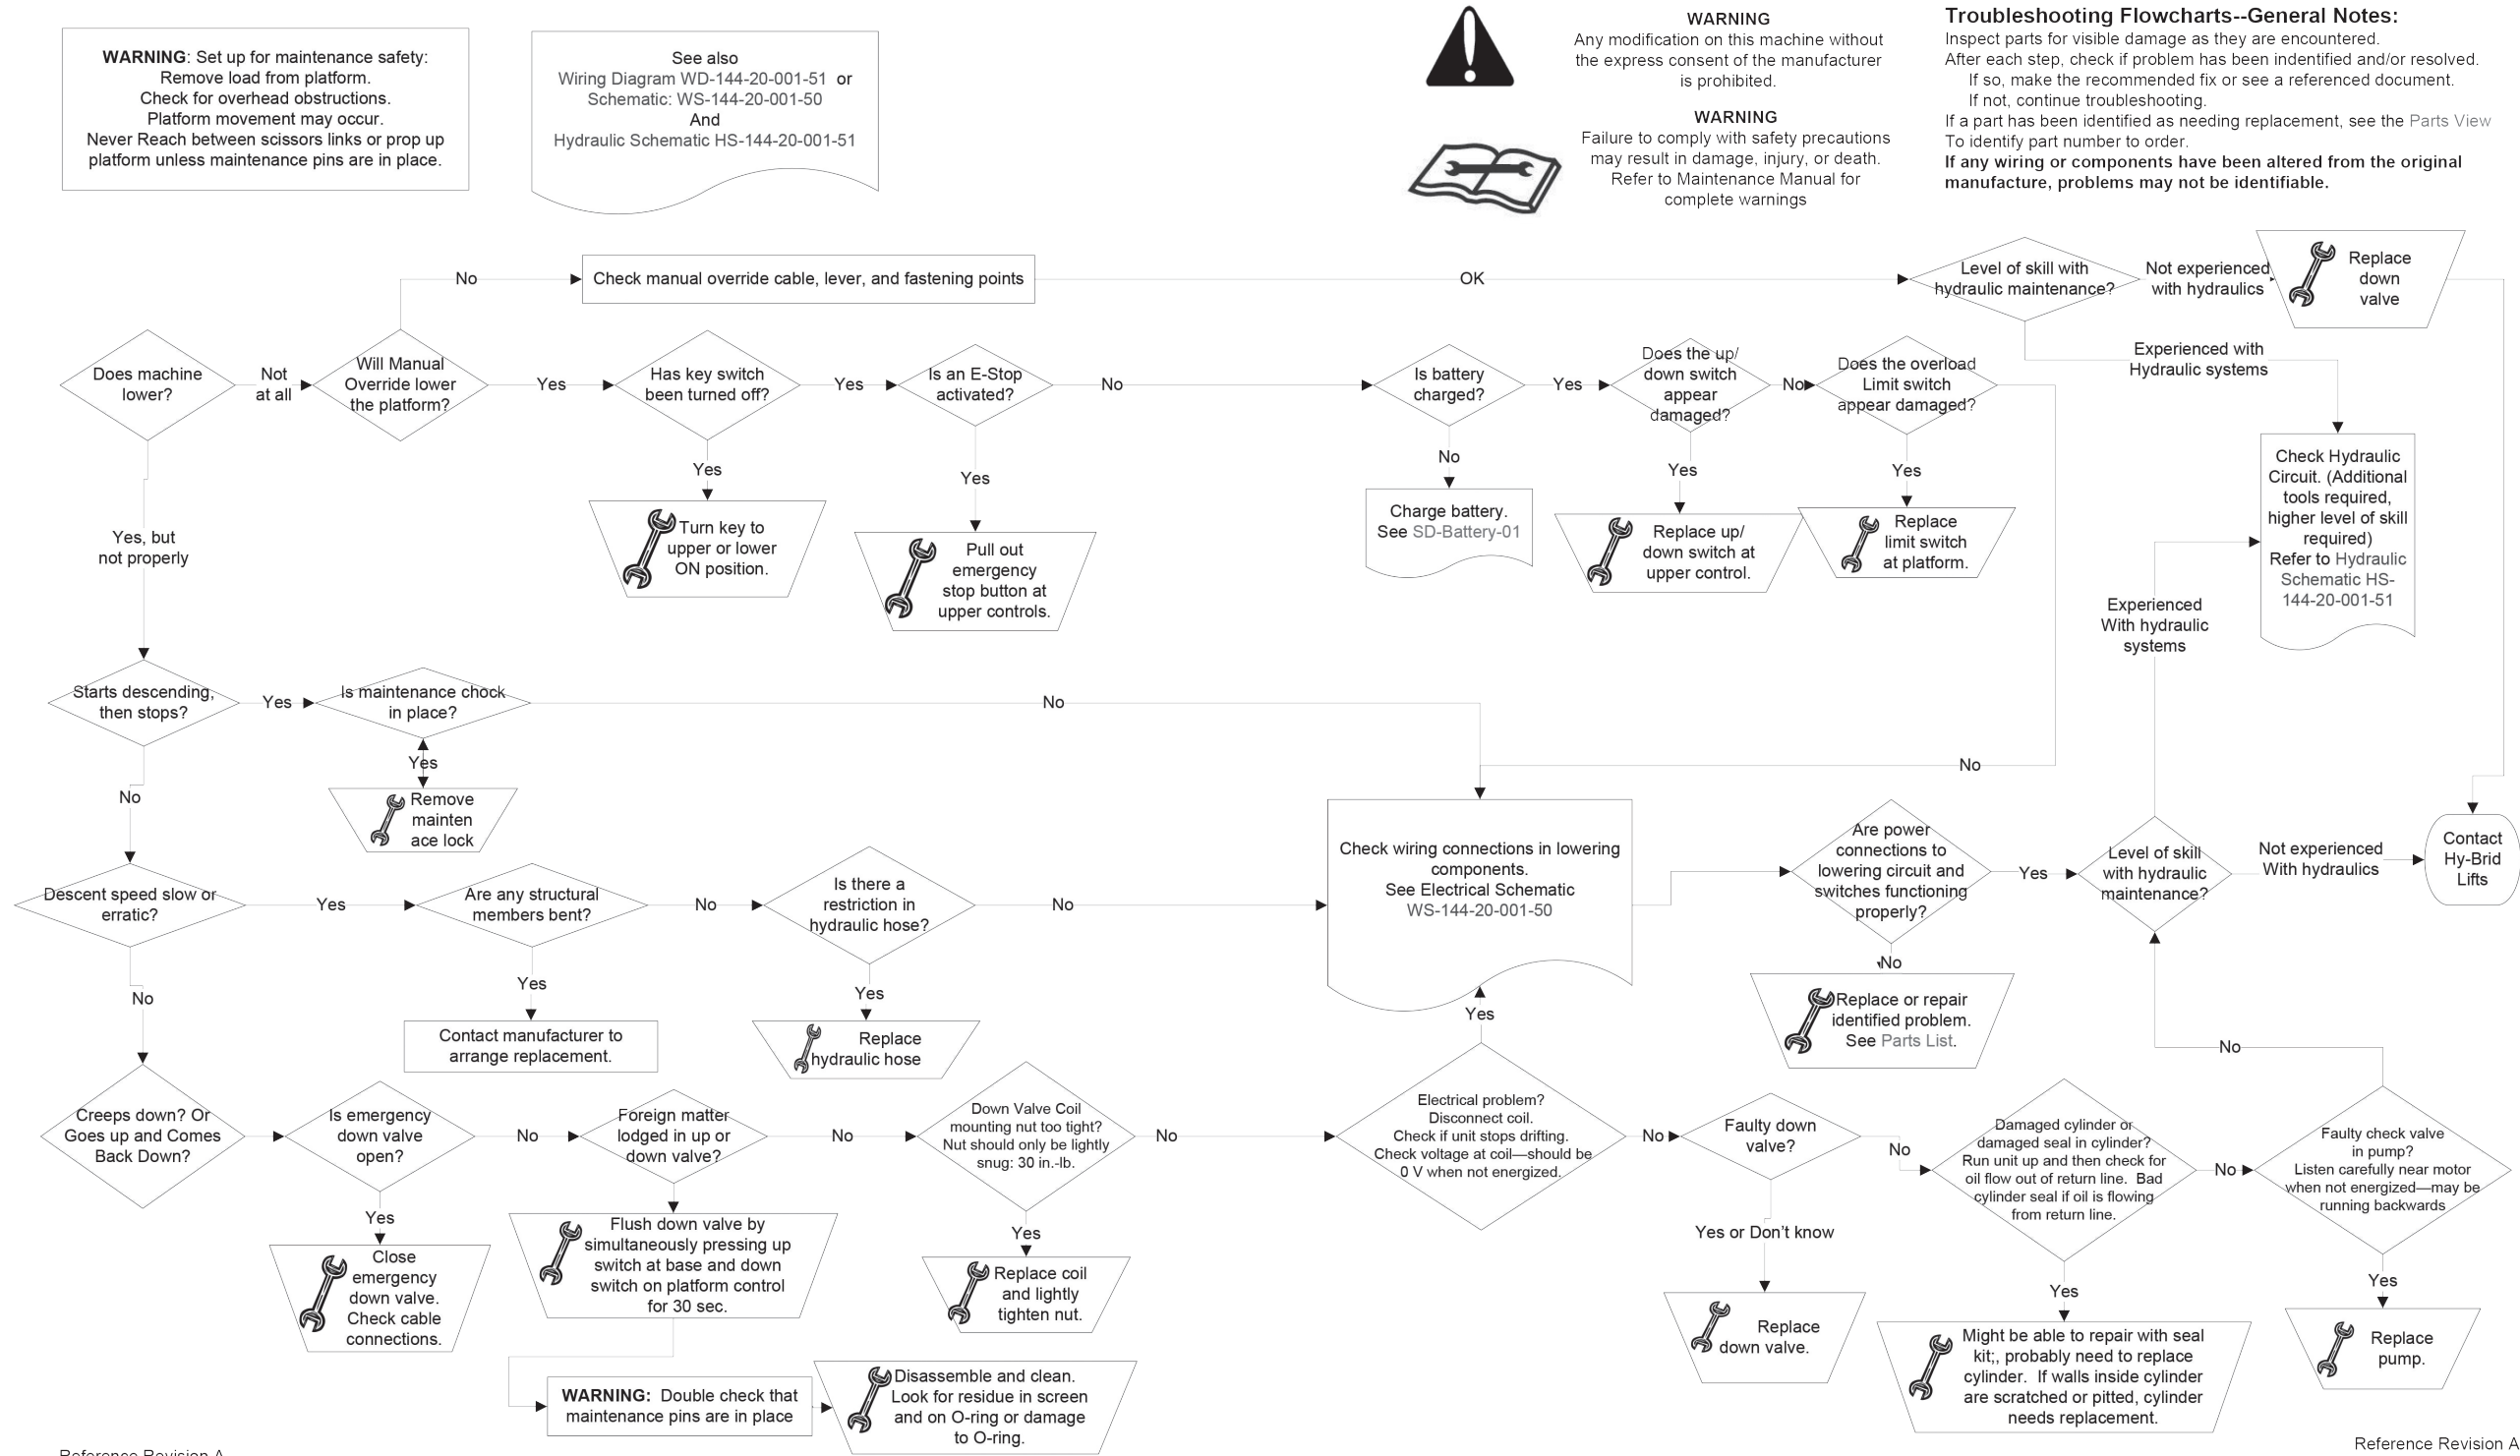 WARNING: Set up for maintenance safety:
Remove load from platform.
Check for overhead obstructions.
Platform movement may occur.
Never Reach between scissors links or prop up
platform unless maintenance pins are in place.
See also
Wiring Diagram WD-144-20-001-51 or
Schematic: WS-144-20-001-50
And
Hydraulic Schematic HS-144-20-001-51
WARNING
Any modification on this machine without
the express consent of the manufacturer
is prohibited.
WARNING
Failure to comply with safety precautions
may result in damage, injury, or death.
Refer to Maintenance Manual for
complete warnings
Troubleshooting Flowcharts--General Notes:
Inspect parts for visible damage as they are encountered.
After each step, check if problem has been indentified and/or resolved.
If so, make the recommended fix or see a referenced document.
If not, continue troubleshooting.
If a part has been identified as needing replacement, see the Parts View
To identify part number to order.
If any wiring or components have been altered from the original
manufacture, problems may not be identifiable.
No
Check manual override cable, lever, and fastening points
OK
Level of skill with
hydraulic maintenance?
Not experienced
with hydraulics
Replace
down
valve
Experienced with
Hydraulic systems
Does machine
lower?
Not
at all
Will Manual
Override lower
the platform?
Yes
Has key switch
been turned off?
Yes
Is an E-Stop
activated?
No
Is battery
charged?
Yes
Does the up/
down switch
appear
damaged?
No
Does the overload
Limit switch
appear damaged?
Yes
Turn key to
upper or lower
ON position.
Yes
Pull out
emergency
stop button at
upper controls.
No
Charge battery.
See SD-Battery-01
Yes
Replace up/
down switch at
upper control.
Yes
Replace
limit switch
at platform.
Check Hydraulic
Circuit. (Additional
tools required,
higher level of skill
required)
Refer to Hydraulic
Schematic HS-
144-20-001-51
Yes, but
not properly
Experienced
With hydraulic
systems
Starts descending,
then stops?
Yes
Is maintenance chock
in place?
No
Yes
Remove
mainten
ace lock
No
No
Check wiring connections in lowering
components.
See Electrical Schematic
WS-144-20-001-50
Are power
connections to
lowering circuit and
switches functioning
properly?
Yes
Level of skill
with hydraulic
maintenance?
Not experienced
With hydraulics
Contact
Hy-Brid
Lifts
Descent speed slow or
erratic?
Yes
Are any structural
members bent?
No
Is there a
restriction in
hydraulic hose?
No
No
Yes
Contact manufacturer to
arrange replacement.
Yes
Replace
hydraulic hose
Yes
No
Replace or repair
identified problem.
See Parts List.
No
Creeps down? Or
Goes up and Comes
Back Down?
Is emergency
down valve
open?
No
Foreign matter
lodged in up or
down valve?
No
Down Valve Coil
mounting nut too tight?
Nut should only be lightly
snug: 30 in.-lb.
No
Electrical problem?
Disconnect coil.
Check if unit stops drifting.
Check voltage at coil—should be
0 V when not energized.
No
Faulty down
valve?
No
Damaged cylinder or
damaged seal in cylinder?
Run unit up and then check for
oil flow out of return line. Bad
cylinder seal if oil is flowing
from return line.
No
Faulty check valve
in pump?
Listen carefully near motor
when not energized—may be
running backwards
Yes
Close
emergency
down valve.
Check cable
connections.
Flush down valve by
simultaneously pressing up
switch at base and down
switch on platform control
for 30 sec.
Yes
Replace coil
and lightly
tighten nut.
Yes or Don't know
Replace
down valve.
Yes
Might be able to repair with seal
kit;, probably need to replace
cylinder. If walls inside cylinder
are scratched or pitted, cylinder
needs replacement.
Yes
Replace
pump.
WARNING: Double check that
maintenance pins are in place
Disassemble and clean.
Look for residue in screen
and on O-ring or damage
to O-ring.
Reference Revision A
Reference Revision A